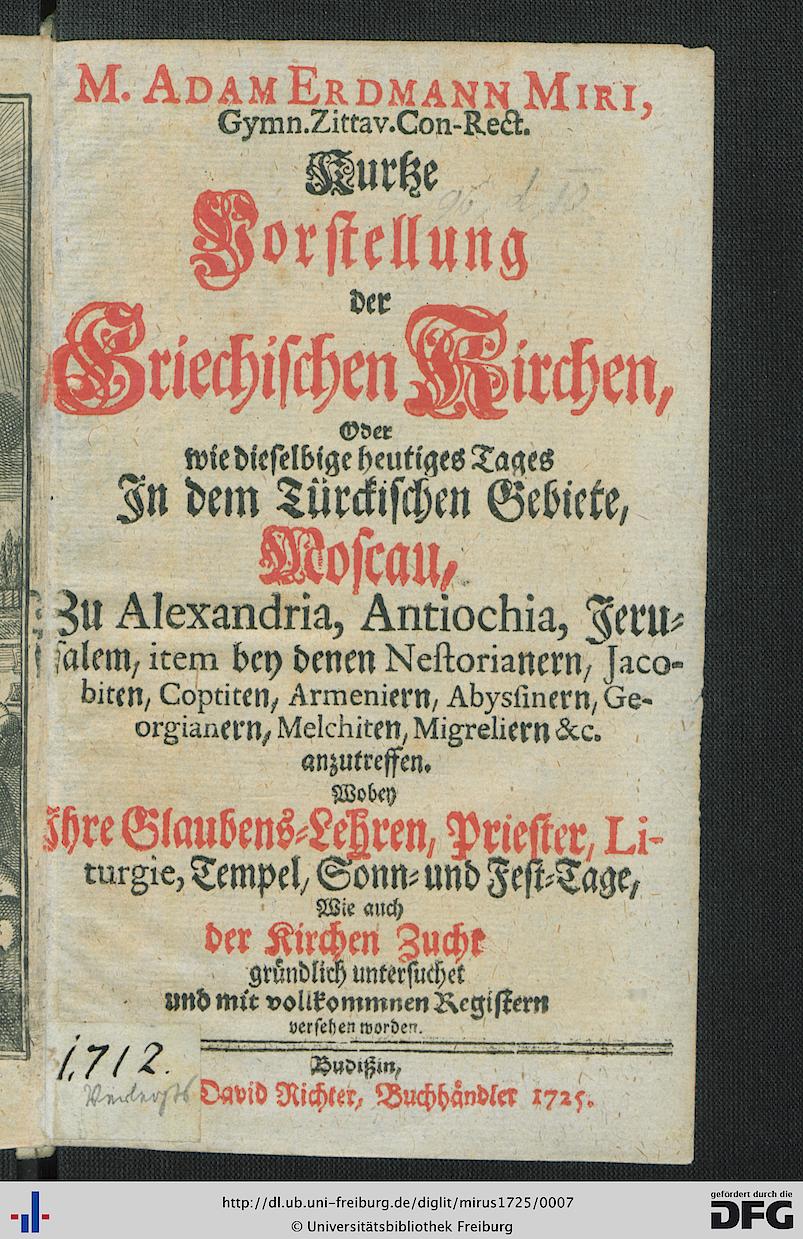 M. ADAM ERDMANN MIRI,
Gymn. Zittav. Con-Rect.
Kurtze
Vorstellung
der
Griechischen Kirchen,
Oder
wie dieselbige heutiges Tages
In dem Türckischen Gebiete,
Moscau,
Zu Alexandria, Antiochia, Jeru-
salem, item bey denen Nestorianern, Jaco-
biten, Coptiten, Armeniern, Abyssinern, Ge-
orgianern, Melchiten, Migreliern &c.
anzutreffen.
Wobey
Ihre Glaubens-Lehren, Priester, Li-
turgie, Tempel, Sonn- und Fest-Tage,
Wie auch
der Kirchen Zucht
gründlich untersuchet
und mit vollkommnen Registern
versehen worden.
1,712.
Budißin,
Verlegts
David Richter, Buchhändler 1725.
http://dl.ub.uni-freiburg.de/diglit/mirus1725/0007
© Universitätsbibliothek Freiburg
gefördert durch die
DFG